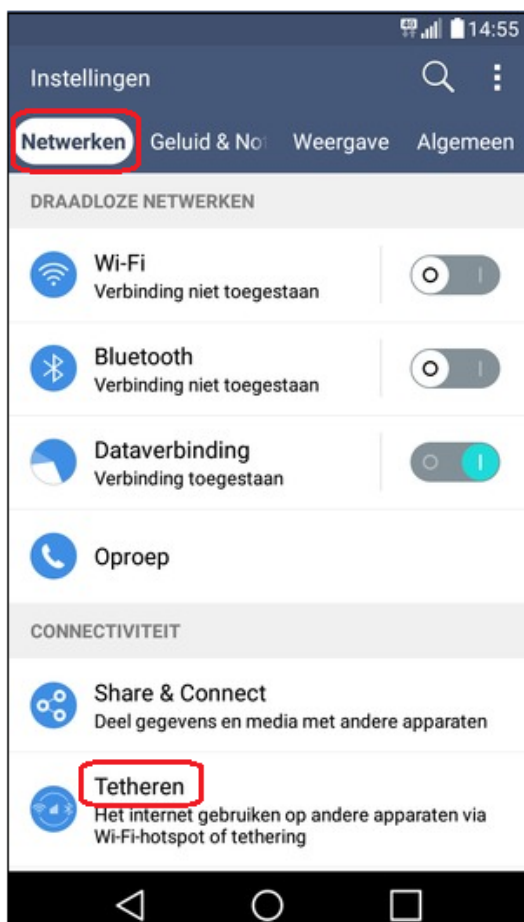 14:55
Instellingen
Netwerken Geluid & No Weergave Algemeen
DRAADLOZE NETWERKEN
Wi-Fi
Verbinding niet toegestaan
Bluetooth
Verbinding niet toegestaan
Dataverbinding
Verbinding toegestaan
Oproep
CONNECTIVITEIT
Share & Connect
Deel gegevens en media met andere apparaten
Tetheren
Het internet gebruiken op andere apparaten via
Wi-Fi-hotspot of tethering